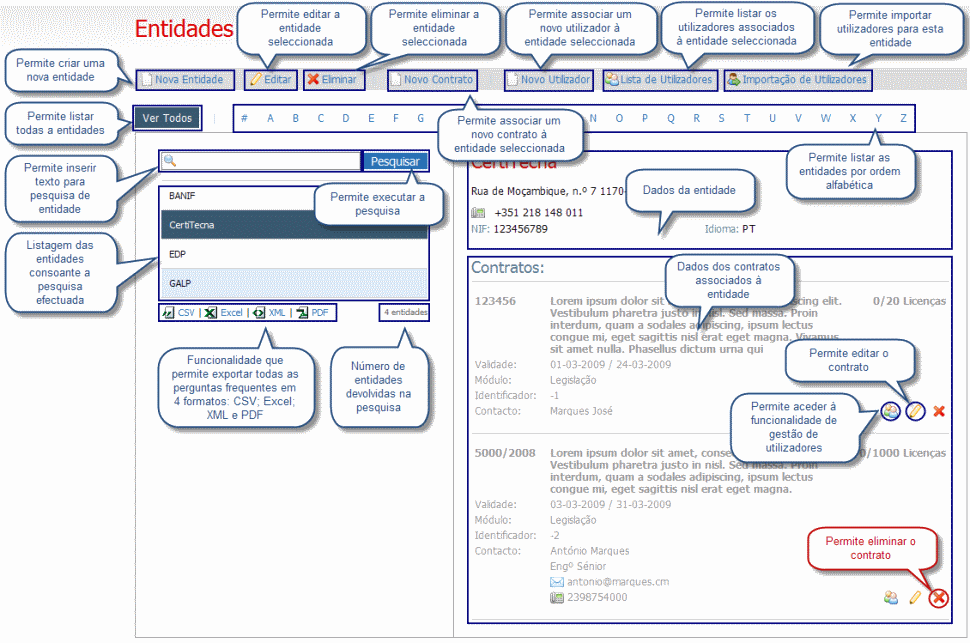 Entidades
Permite editar a
entidade
seleccionada
Permite eliminar a
entidade
seleccionada
Permite associar um
novo utilizador à
entidade seleccionada
Permite listar os
utilizadores associados
à entidade seleccionada
Permite importar
utilizadores para esta
entidade
Permite criar uma
nova entidade
Nova Entidade
Editar
Eliminar
Novo Contrato
Novo Utilizador
Lista de Utilizadores
Importação de Utilizadores
Permite listar
todas a entidades
Ver Todos
# A B C D E F G
N O P Q R S T U V W X Y Z
Permite associar um
novo contrato à
entidade seleccionada
Permite listar as
entidades por ordem
alfabética
Permite inserir
texto para
pesquisa de
entidade
Pesquisar
Permite executar a
pesquisa
CertiTecna
Rua de Moçambique, n.º 7 1170-
Dados da entidade
+351 218 148 011
NIF: 123456789
Idioma: PT
BANIF
CertiTecna
EDP
GALP
Listagem das
entidades
consoante a
pesquisa
efectuada
CSV | Excel | XML | PDF
4 entidades
Funcionalidade que
permite exportar todas as
perguntas frequentes em
4 formatos: CSV; Excel;
XML e PDF
Número de
entidades
devolvidas na
pesquisa
Contratos:
Dados dos contratos
associados à
entidade
123456
Lorem ipsum dolor sit adipiscing elit.
0/20 Licenças
Vestibulum pharetra justo in nisl. Sed massa. Proin
interdum, quam a sodales adipiscing, ipsum lectus
congue mi, eget sagittis nisl erat eget magna. Vivamus
sit amet nulla. Phasellus dictum urna qui
Validade: 01-03-2009 / 24-03-2009
Módulo: Legislação
Identificador: -1
Contacto: Marques José
Permite editar o
contrato
Permite aceder à
funcionalidade de
gestão de
utilizadores
5000/2008
Lorem ipsum dolor sit amet,
/1000 Licenças
Vestibulum pharetra justo in nisl. Sed massa. Proin
interdum, quam a sodales adipiscing, ipsum lectus
congue mi, eget sagittis nisl erat eget magna.
Validade: 03-03-2009 / 31-03-2009
Módulo: Legislação
Identificador: -2
Contacto: António Marques
Engº Sénior
antonio@marques.cm
2398754000
Permite eliminar o
contrato